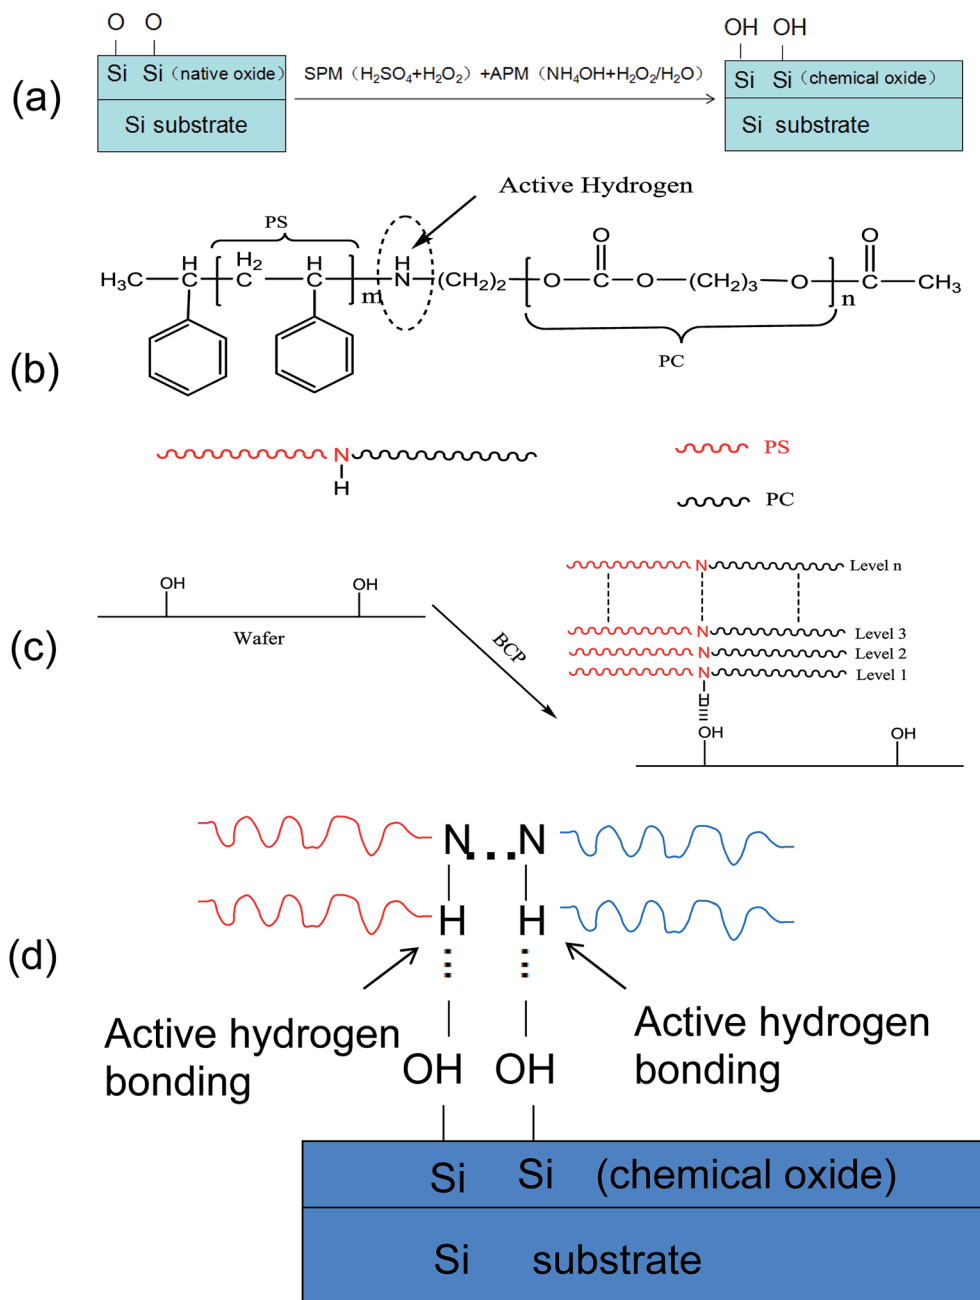 O O
Si Si（native oxide）
Si substrate
(a)
SPM（H₂SO₄+H₂O₂）+APM（NH₄OH+H₂O₂/H₂O）
OH OH
Si Si（chemical oxide）
Si substrate
Active Hydrogen
PS
H₃C H H₂ C H m H N (CH₂)₂ O O C O (CH₂)₃ O n O C CH₃
PC
(b)
N
H
PS
PC
(c)
OH OH
Wafer
BCP
N Level n
N Level 3
N Level 2
N Level 1
H
OH OH
(d)
N ... N
H H
Active hydrogen
bonding
Active hydrogen
bonding
OH OH
Si Si (chemical oxide)
Si substrate